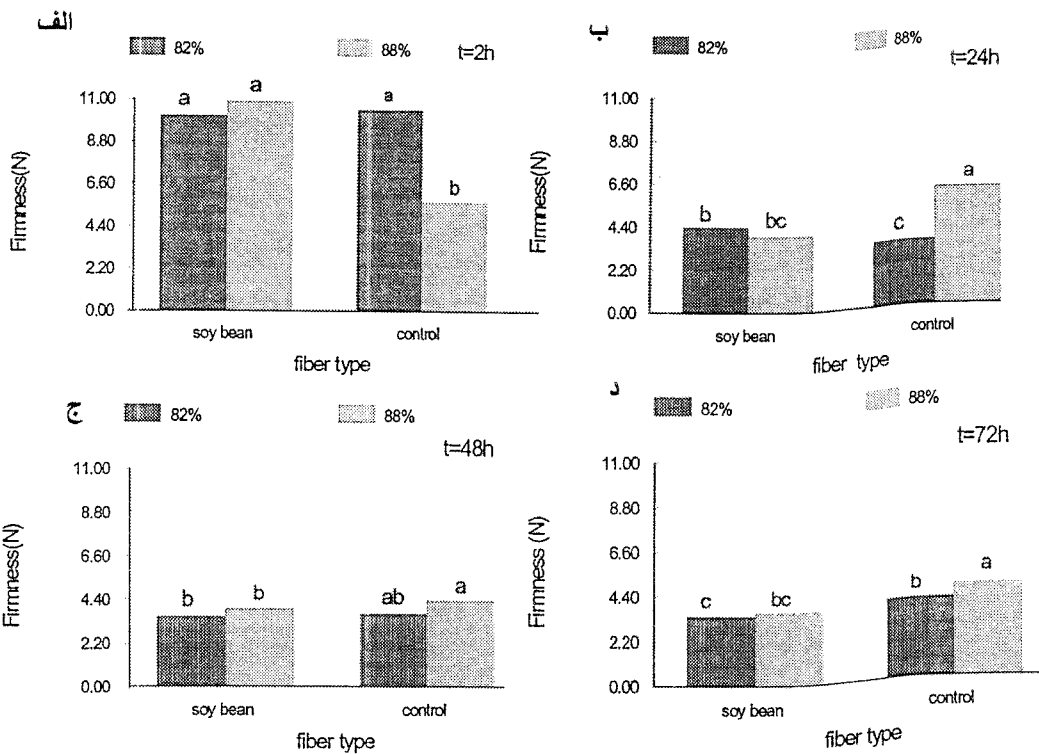 الف
82%
88%
t=2h
11.00
8.80
6.60
4.40
2.20
0.00
Firmness(N)
a
a
a
b
soy bean
control
fiber type
ب
82%
88%
t=24h
11.00
8.80
6.60
4.40
2.20
0.00
Firmness(N)
b
bc
c
a
soy bean
control
fiber type
ج
82%
88%
t=48h
11.00
8.80
6.60
4.40
2.20
0.00
Firmness(N)
b
b
ab
a
soy bean
control
fiber type
د
82%
88%
t=72h
11.00
8.80
6.60
4.40
2.20
0.00
Firmness (N)
c
bc
b
a
soy bean
control
fiber type